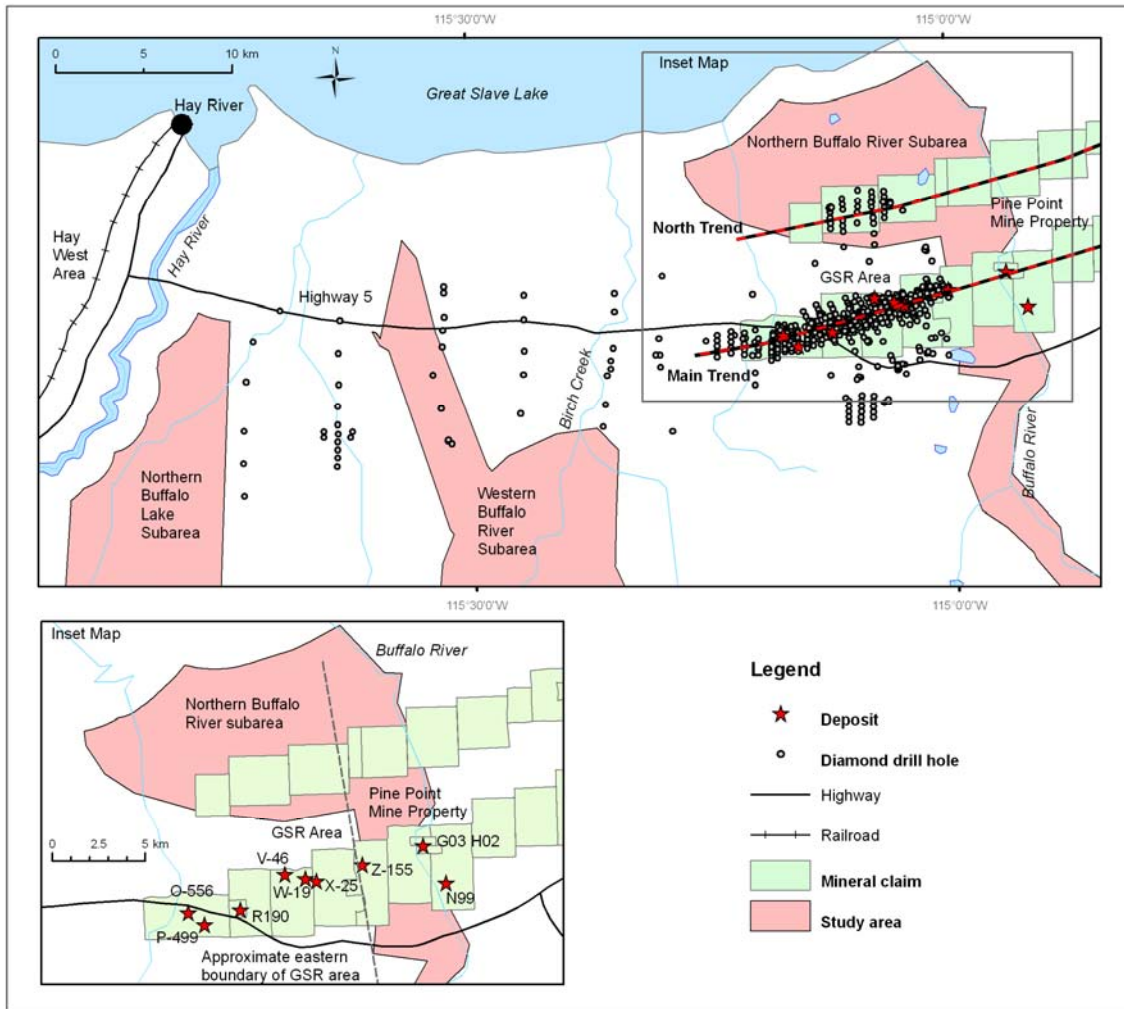 115°30'0"W
115°0'0"W
0 5 10 km
N
Inset Map
Hay River
Great Slave Lake
Northern Buffalo River Subarea
Pine Point
Mine Property
Hay
West
Area
Hay River
North Trend
GSR Area
Highway 5
Main Trend
Birch Creek
Buffalo River
Northern
Buffalo
Lake
Subarea
Western
Buffalo
River
Subarea
115°30'0"W
115°0'0"W
Inset Map
Buffalo River
Northern Buffalo
River subarea
Pine Point
Mine Property
0 2.5 5 km
GSR Area
G03 H02
V-46
Z-155
W-19
X-25
N99
O-556
R190
P-499
Approximate eastern
boundary of GSR area
Legend
Deposit
Diamond drill hole
Highway
Railroad
Mineral claim
Study area